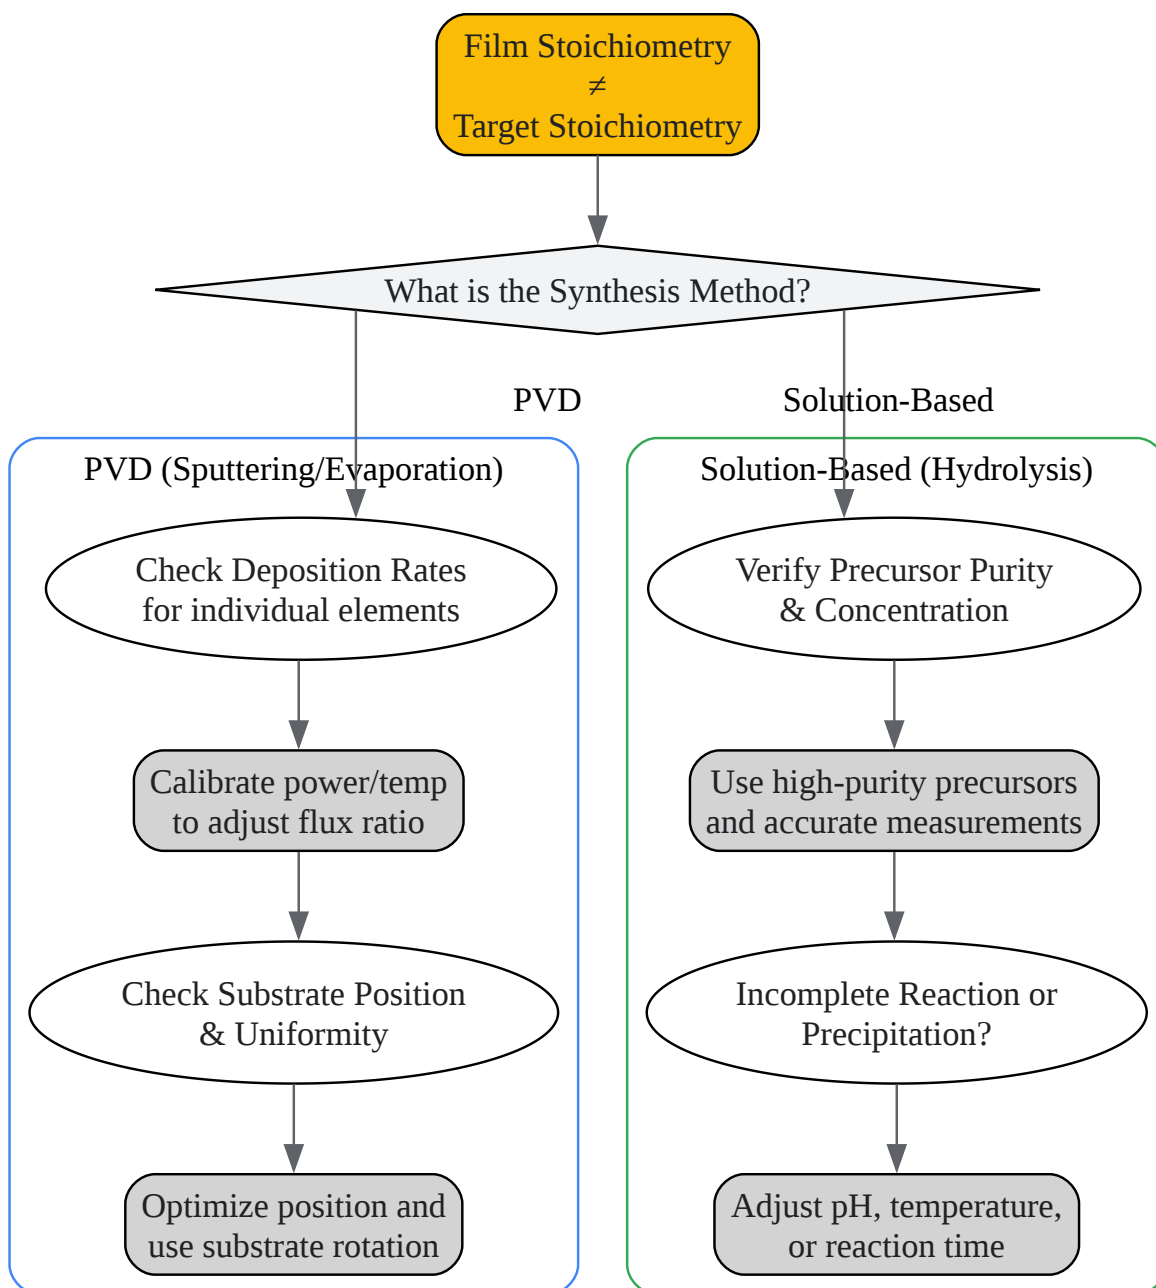 Film Stoichiometry
≠
Target Stoichiometry
What is the Synthesis Method?
PVD
Solution-Based
PVD (Sputtering/Evaporation)
Check Deposition Rates
for individual elements
Calibrate power/temp
to adjust flux ratio
Check Substrate Position
& Uniformity
Optimize position and
use substrate rotation
Solution-Based (Hydrolysis)
Verify Precursor Purity
& Concentration
Use high-purity precursors
and accurate measurements
Incomplete Reaction or
Precipitation?
Adjust pH, temperature,
or reaction time